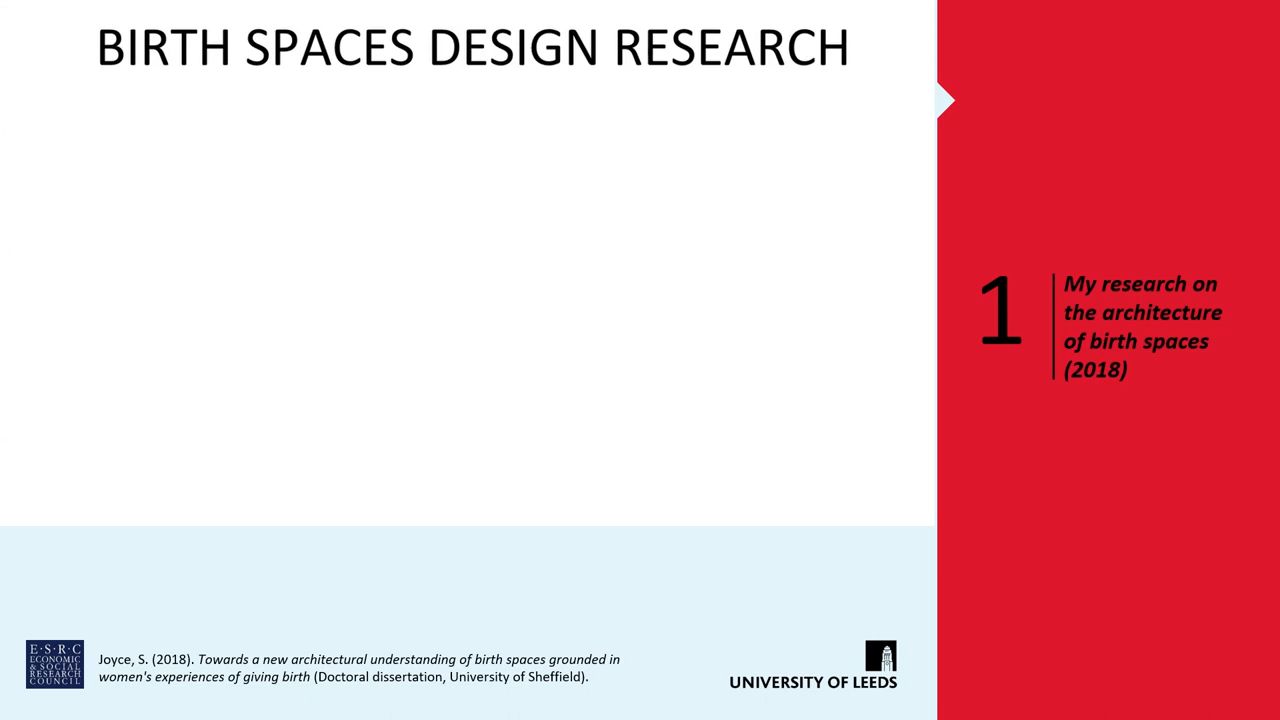 BIRTH SPACES DESIGN RESEARCH
1
My research on
the architecture
of birth spaces
(2018)
E·S·R·C
ECONOMIC
& SOCIAL
RESEARCH
COUNCIL
Joyce, S. (2018). Towards a new architectural understanding of birth spaces grounded in
women's experiences of giving birth (Doctoral dissertation, University of Sheffield).
UNIVERSITY OF LEEDS